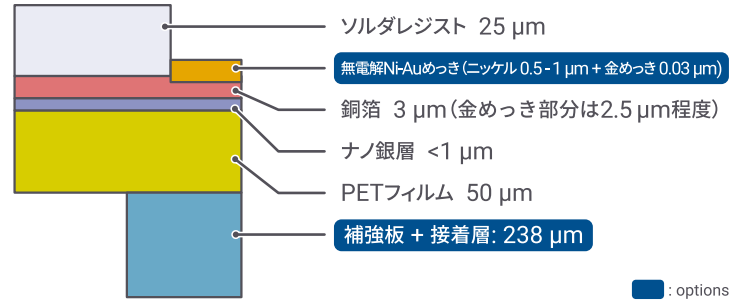 ソルダレジスト 25 μm
無電解Ni-Auめっき（ニッケル 0.5 - 1 μm + 金めっき 0.03 μm)
銅箔 3 μm（金めっき部分は2.5 μm程度）
ナノ銀層 <1 μm
PETフィルム 50 μm
補強板 + 接着層: 238 μm
: options